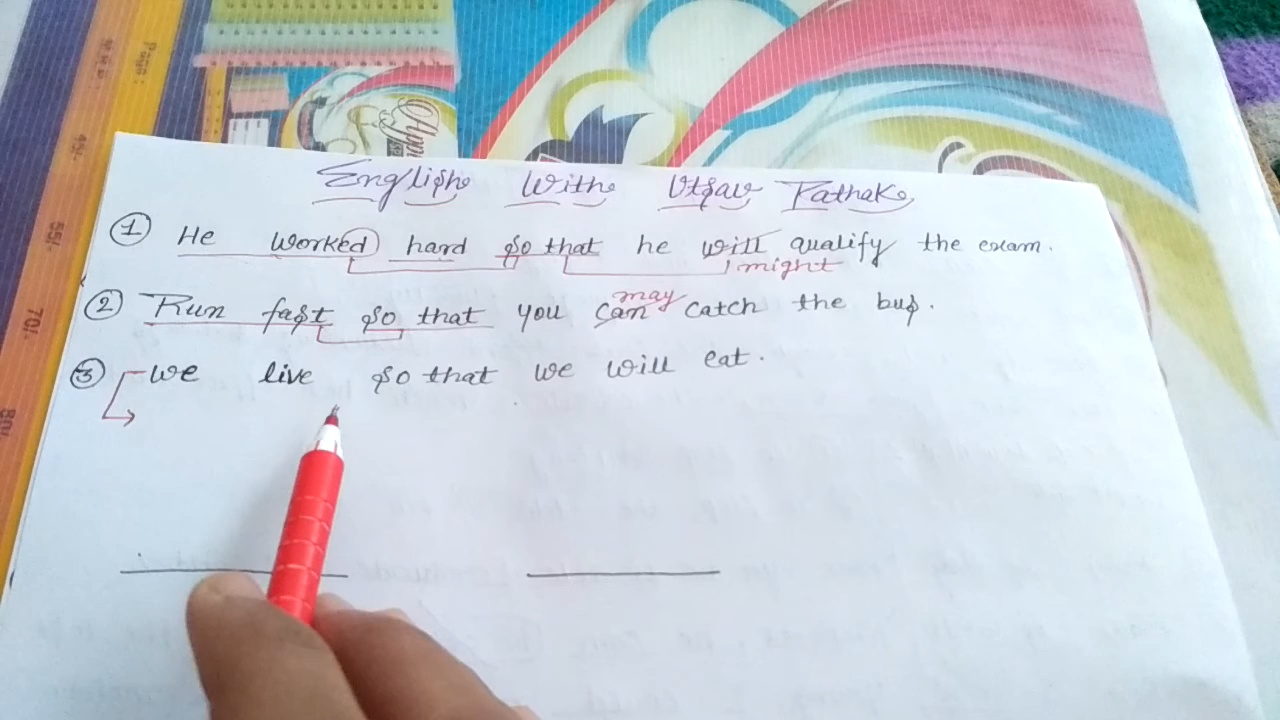 English With Utsav Pathak
① He worked hard so that he will qualify the exam.
might
may
② Run fast so that you can catch the bus.
③ we live so that we will eat.